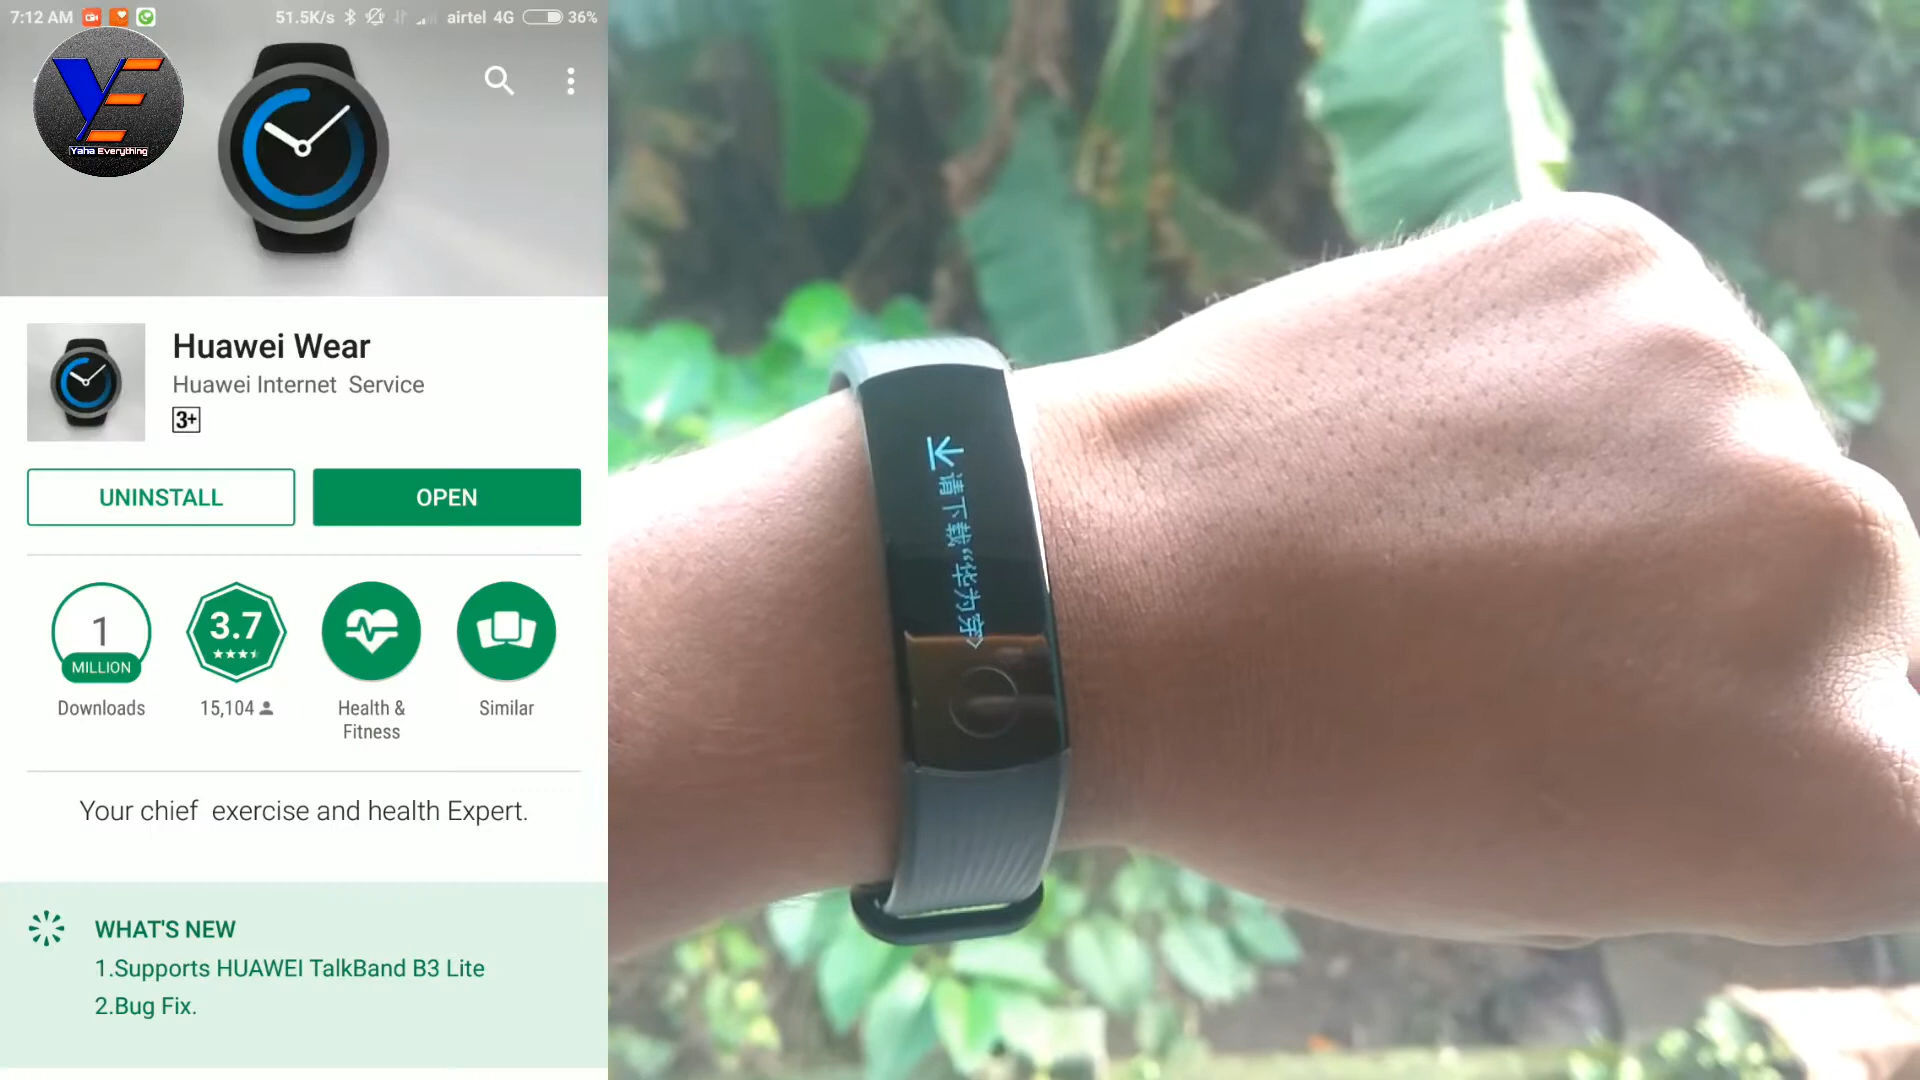 7:12 AM
51.5K/s
airtel 4G
36%
YE
Yaha Everything
Huawei Wear
Huawei Internet  Service
3+
UNINSTALL
OPEN
1
MILLION
Downloads
3.7
15,104
Health &
Fitness
Similar
Your chief  exercise and health Expert.
WHAT'S NEW
1.Supports HUAWEI TalkBand B3 Lite
2.Bug Fix.
请下载“华为穿